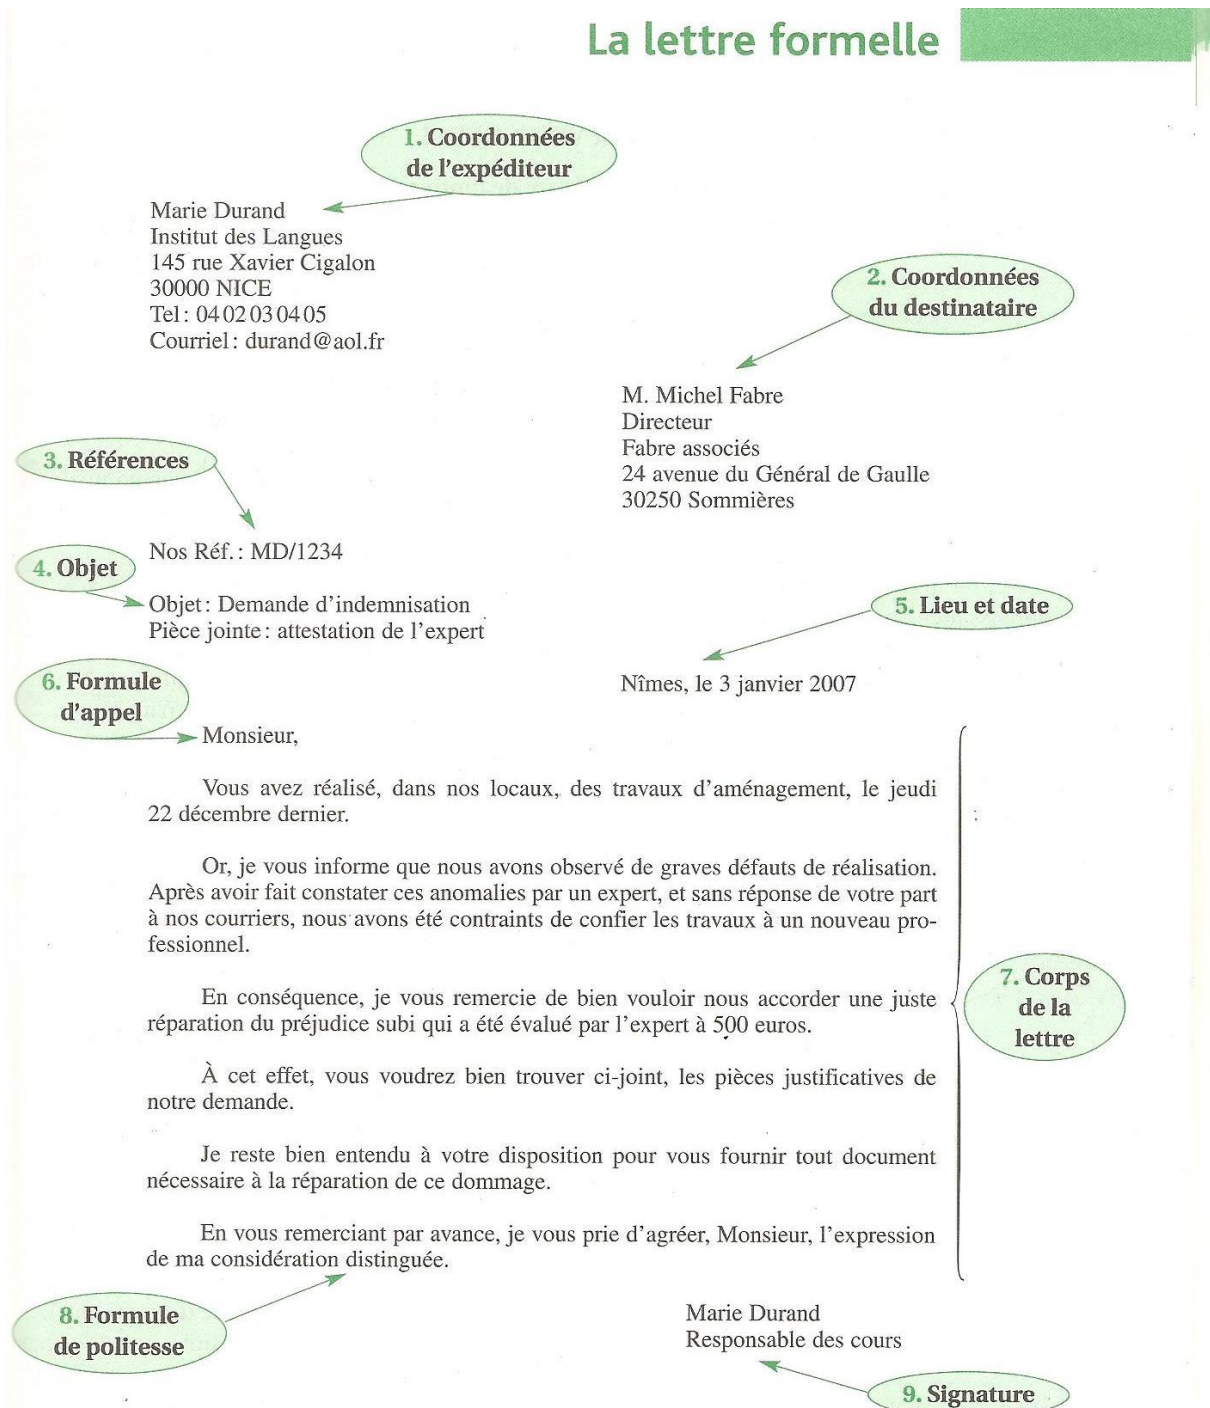 La lettre formelle
1. Coordonnées
de l'expéditeur
Marie Durand
Institut des Langues
145 rue Xavier Cigalon
30000 NICE
Tel : 04 02 03 04 05
Courriel : durand@aol.fr
2. Coordonnées
du destinataire
M. Michel Fabre
Directeur
Fabre associés
24 avenue du Général de Gaulle
30250 Sommières
3. Références
Nos Réf. : MD/1234
4. Objet
Objet : Demande d'indemnisation
Pièce jointe : attestation de l'expert
5. Lieu et date
Nîmes, le 3 janvier 2007
6. Formule
d'appel
Monsieur,
Vous avez réalisé, dans nos locaux, des travaux d'aménagement, le jeudi
22 décembre dernier.
Or, je vous informe que nous avons observé de graves défauts de réalisation.
Après avoir fait constater ces anomalies par un expert, et sans réponse de votre part
à nos courriers, nous avons été contraints de confier les travaux à un nouveau pro-
fessionnel.
En conséquence, je vous remercie de bien vouloir nous accorder une juste
réparation du préjudice subi qui a été évalué par l'expert à 500 euros.
À cet effet, vous voudrez bien trouver ci-joint, les pièces justificatives de
notre demande.
Je reste bien entendu à votre disposition pour vous fournir tout document
nécessaire à la réparation de ce dommage.
En vous remerciant par avance, je vous prie d'agréer, Monsieur, l'expression
de ma considération distinguée.
7. Corps
de la
lettre
8. Formule
de politesse
Marie Durand
Responsable des cours
9. Signature